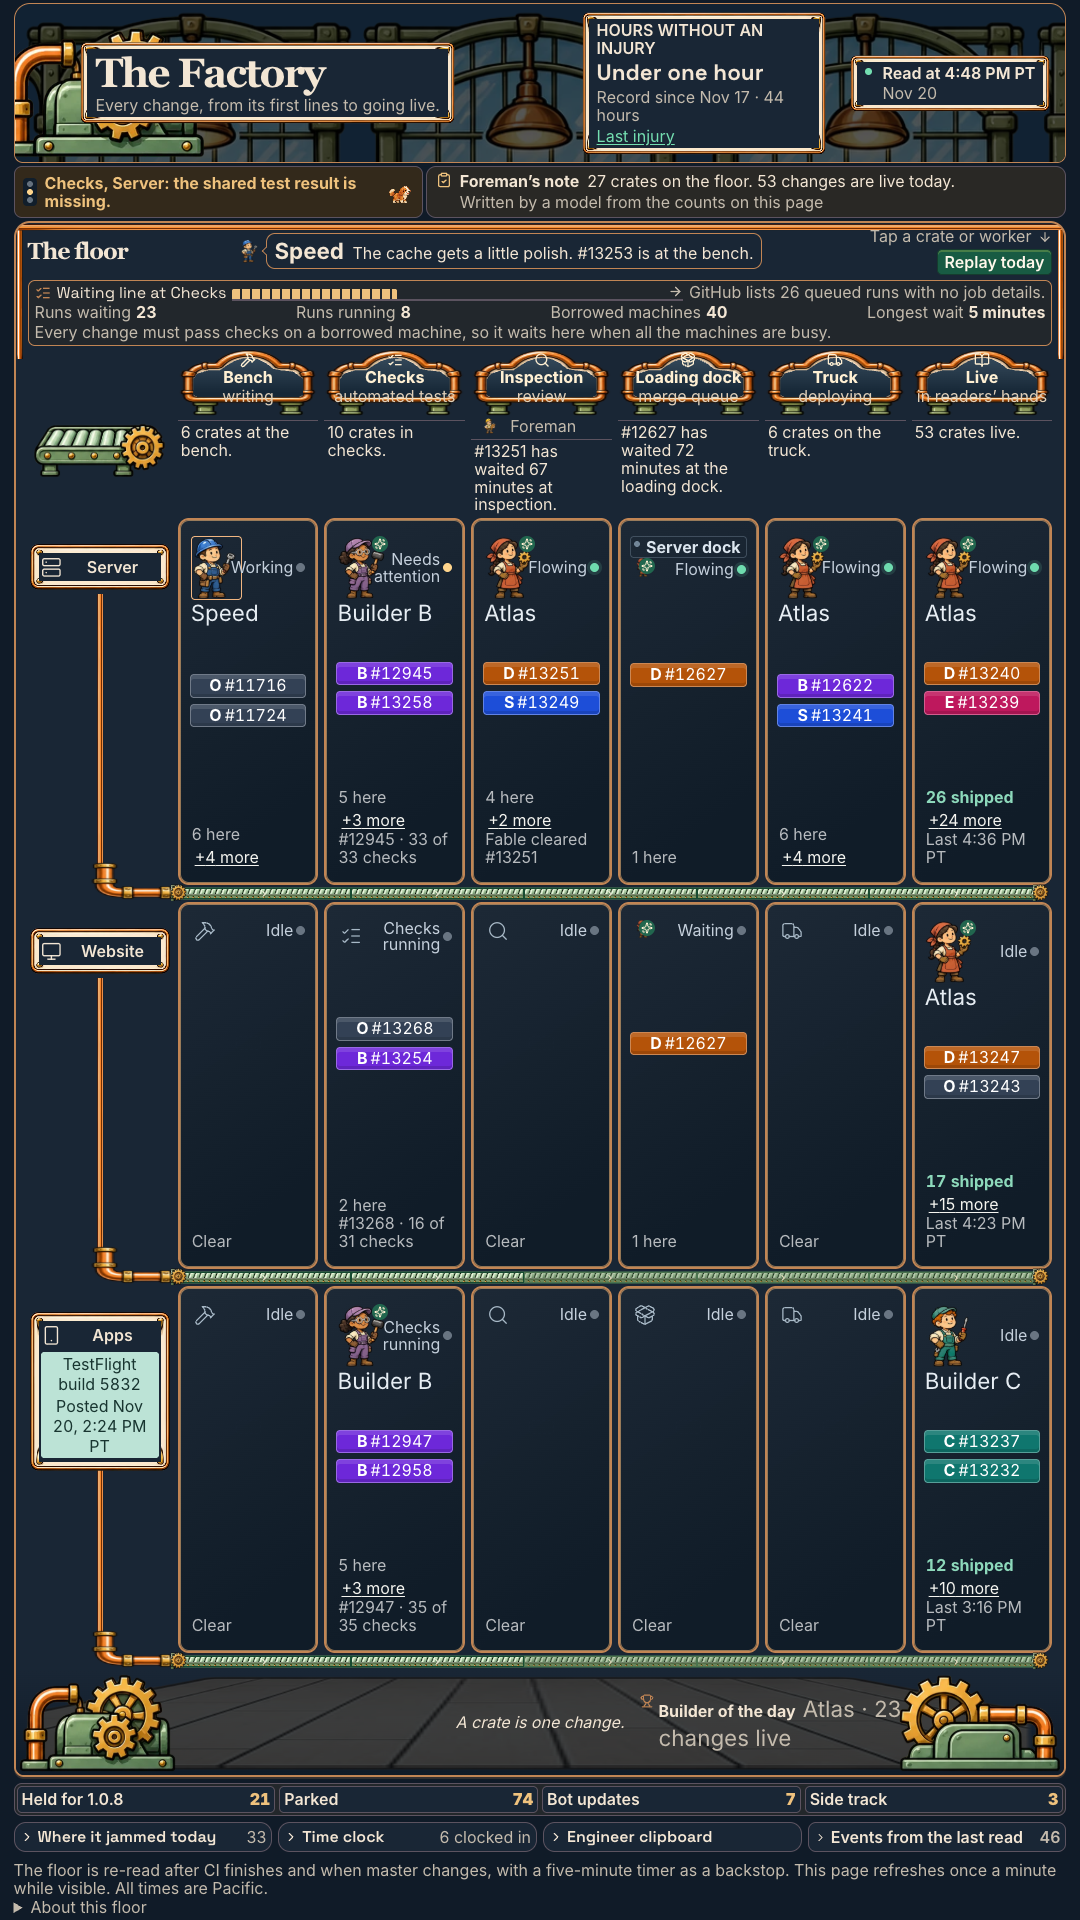 The Factory
Every change, from its first lines to going live.
HOURS WITHOUT AN
INJURY
Under one hour
Record since Nov 17 · 44
hours
Last injury
Read at 4:48 PM PT
Nov 20
Checks, Server: the shared test result is
missing.
Foreman's note 27 crates on the floor. 53 changes are live today.
Written by a model from the counts on this page
The floor
Speed The cache gets a little polish. #13253 is at the bench.
Tap a crate or worker ↓
Replay today
Waiting line at Checks
→ GitHub lists 26 queued runs with no job details.
Runs waiting 23
Runs running 8
Borrowed machines 40
Longest wait 5 minutes
Every change must pass checks on a borrowed machine, so it waits here when all the machines are busy.
Bench
writing
Checks
automated tests
Inspection
review
Loading dock
merge queue
Truck
deploying
Live
in readers' hands
6 crates at the
bench.
10 crates in
checks.
Foreman
#13251 has
waited 67
minutes at
inspection.
#12627 has
waited 72
minutes at the
loading dock.
6 crates on the
truck.
53 crates live.
Server
Working
Speed
O #11716
O #11724
6 here
+4 more
Needs
attention
Builder B
B #12945
B #13258
5 here
+3 more
#12945 · 33 of
33 checks
Flowing
Atlas
D #13251
S #13249
4 here
+2 more
Fable cleared
#13251
Server dock
Flowing
D #12627
1 here
Flowing
Atlas
B #12622
S #13241
6 here
+4 more
Flowing
Atlas
D #13240
E #13239
26 shipped
+24 more
Last 4:36 PM
PT
Website
Idle
Clear
Checks
running
O #13268
B #13254
2 here
#13268 · 16 of
31 checks
Idle
Clear
Waiting
D #12627
1 here
Idle
Clear
Idle
Atlas
D #13247
O #13243
17 shipped
+15 more
Last 4:23 PM
PT
Apps
TestFlight
build 5832
Posted Nov
20, 2:24 PM
PT
Idle
Clear
Checks
running
Builder B
B #12947
B #12958
5 here
+3 more
#12947 · 35 of
35 checks
Idle
Clear
Idle
Clear
Idle
Clear
Idle
Builder C
C #13237
C #13232
12 shipped
+10 more
Last 3:16 PM
PT
A crate is one change.
Builder of the day Atlas · 23
changes live
Held for 1.0.8 21
Parked 74
Bot updates 7
Side track 3
› Where it jammed today 33
› Time clock 6 clocked in
› Engineer clipboard
› Events from the last read 46
The floor is re-read after CI finishes and when master changes, with a five-minute timer as a backstop. This page refreshes once a minute
while visible. All times are Pacific.
▶ About this floor